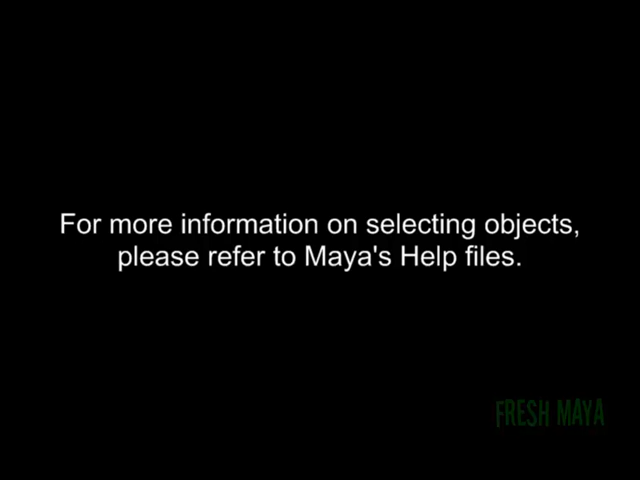 For more information on selecting objects,
please refer to Maya's Help files.
FRESH MAYA